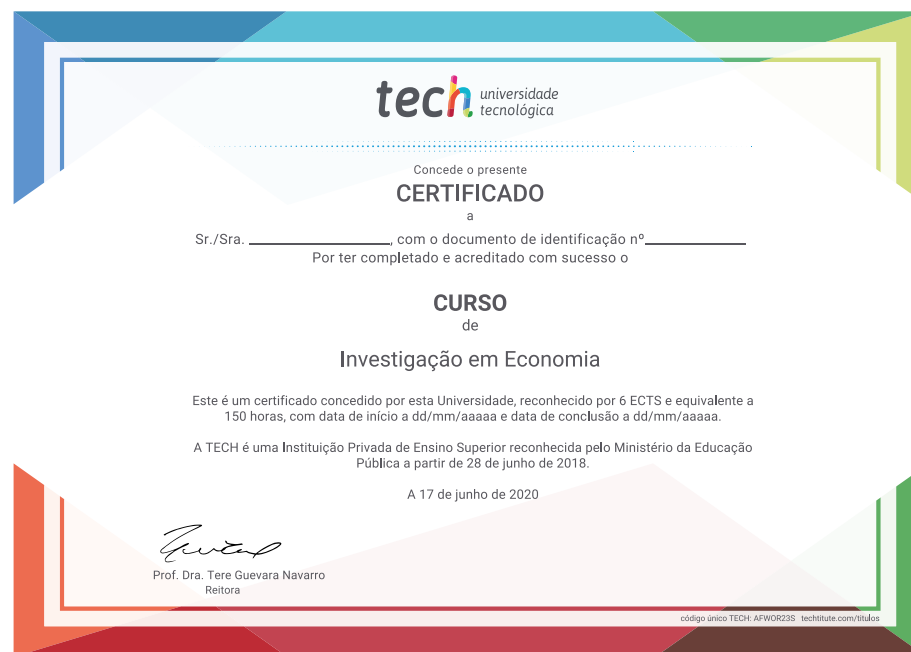 tech universidade
tecnológica
Concede o presente
CERTIFICADO
a
Sr./Sra. ____________________, com o documento de identificação nº______________
Por ter completado e acreditado com sucesso o
CURSO
de
Investigação em Economia
Este é um certificado concedido por esta Universidade, reconhecido por 6 ECTS e equivalente a
150 horas, com data de início a dd/mm/aaaaa e data de conclusão a dd/mm/aaaaa.
A TECH é uma Instituição Privada de Ensino Superior reconhecida pelo Ministério da Educação
Pública a partir de 28 de junho de 2018.
A 17 de junho de 2020
Prof. Dra. Tere Guevara Navarro
Reitora
código único TECH: AFWOR23S techtitute.com/titulos